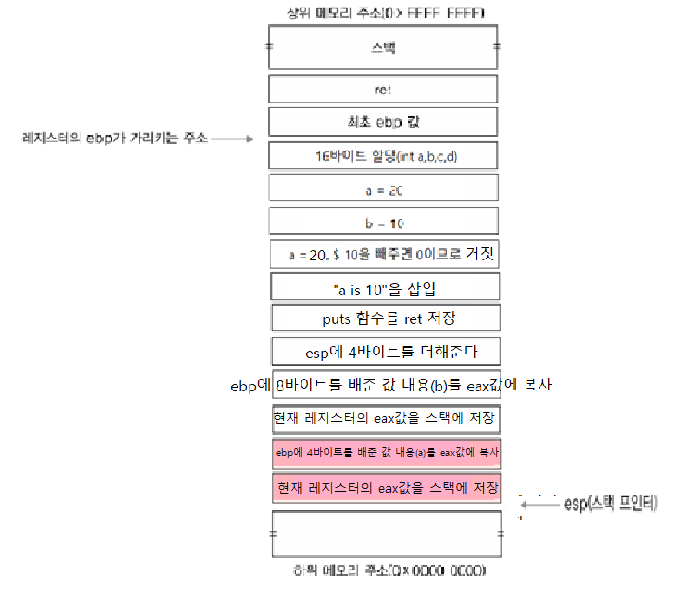 상위 메모리 주소(0 x FFFF FFFF)
스택
ret
최초 ebp 값
레지스터의 ebp가 가리키는 주소
16바이트 할당(int a,b,c,d)
a = 20
b = 10
a = 20. $ 10을 빼주면 0이므로 거짓
"a is 10"을 삽입
puts 함수를 ret 저장
esp에 4바이트를 더해준다
ebp에 8바이트를 배준 값 내용(b)를 eax값에 복사
현재 레지스터의 eax값을 스택에 저장
ebp에 4바이트를 배준 값 내용(a)를 eax값에 복사
현재 레지스터의 eax값을 스택에 저장
esp(스택 포인터)
하위 메모리 주소(0 x 0000 0000)